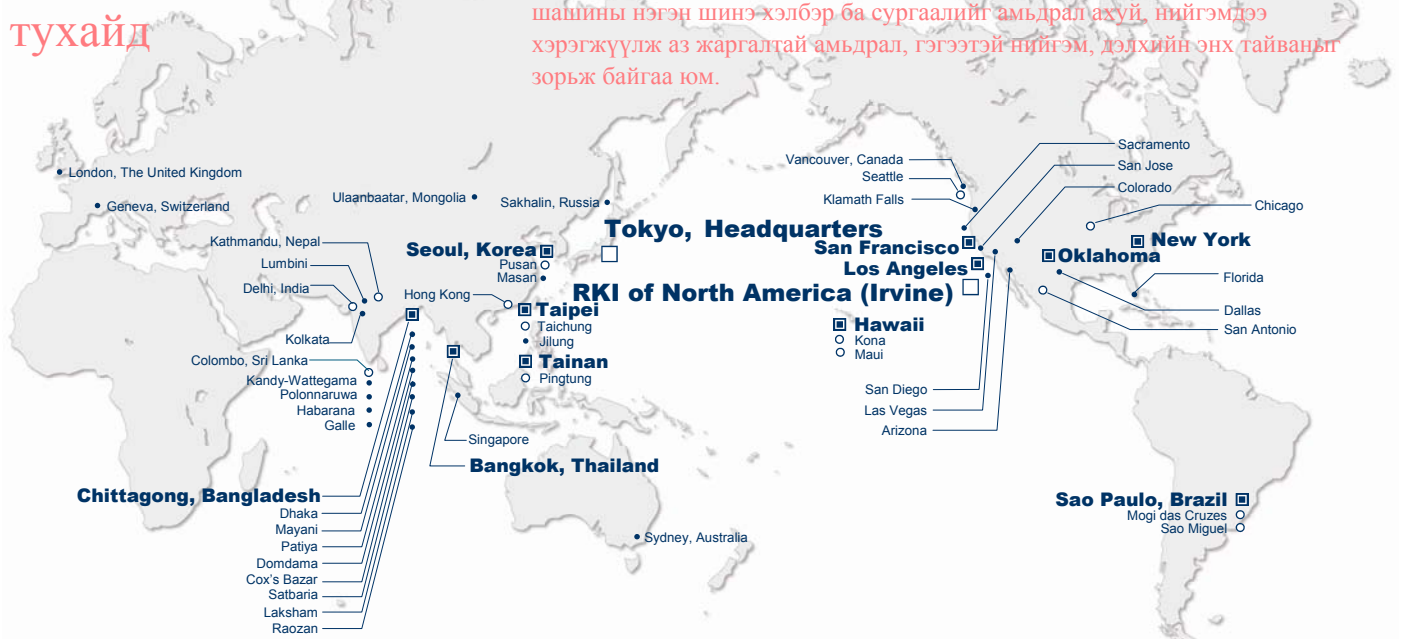 тухайд
шашины нэгэн шинэ хэлбэр ба сургаалийг амьдрал ахуй, нийгэмдээ
хэрэгжүүлж аз жаргалтай амьдрал, гэгээтэй нийгэм, дэлхийн энх тайваныг
зорьж байгаа юм.
London, The United Kingdom
Geneva, Switzerland
Ulaanbaatar, Mongolia
Sakhalin, Russia
Kathmandu, Nepal
Lumbini
Delhi, India
Kolkata
Colombo, Sri Lanka
Kandy-Wattegama
Polonnaruwa
Habarana
Galle
Seoul, Korea
Pusan
Masan
Hong Kong
Tokyo, Headquarters
RKI of North America (Irvine)
Taipei
Taichung
Jilung
Tainan
Pingtung
Singapore
Bangkok, Thailand
Chittagong, Bangladesh
Dhaka
Mayani
Patiya
Domdama
Cox's Bazar
Satbaria
Laksham
Raozan
Sydney, Australia
Vancouver, Canada
Seattle
Klamath Falls
San Francisco
Los Angeles
Hawaii
Kona
Maui
San Diego
Las Vegas
Arizona
Sacramento
San Jose
Colorado
Chicago
New York
Oklahoma
Florida
Dallas
San Antonio
Sao Paulo, Brazil
Mogi das Cruzes
Sao Miguel